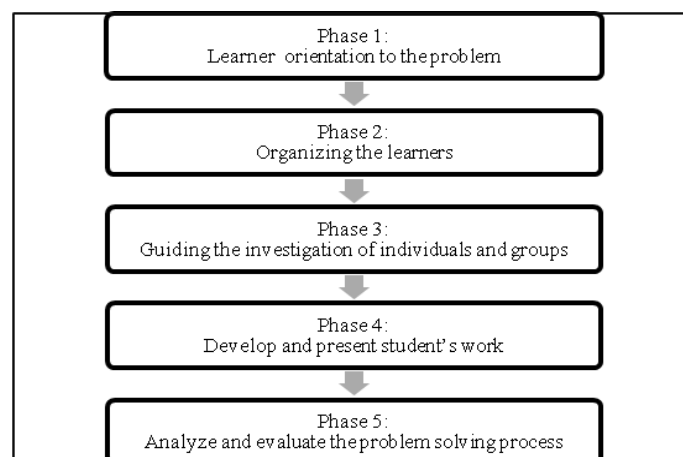 Phase 1:
Learner orientation to the problem
Phase 2:
Organizing the learners
Phase 3:
Guiding the investigation of individuals and groups
Phase 4:
Develop and present student’s work
Phase 5:
Analyze and evaluate the problem solving process